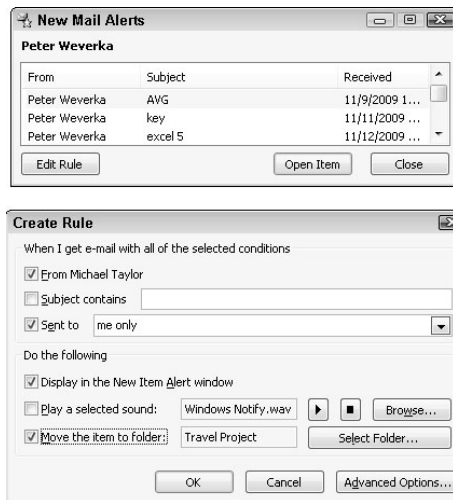 New Mail Alerts
Peter Weverka
From Subject Received
Peter Weverka AVG 11/9/2009 1...
Peter Weverka key 11/11/2009 ...
Peter Weverka excel 5 11/12/2009 ...
Edit Rule Open Item Close
Create Rule
When I get e-mail with all of the selected conditions
From Michael Taylor
Subject contains
Sent to me only
Do the following
Display in the New Item Alert window
Play a selected sound: Windows Notify.wav Browse...
Move the item to folder: Travel Project Select Folder...
OK Cancel Advanced Options...